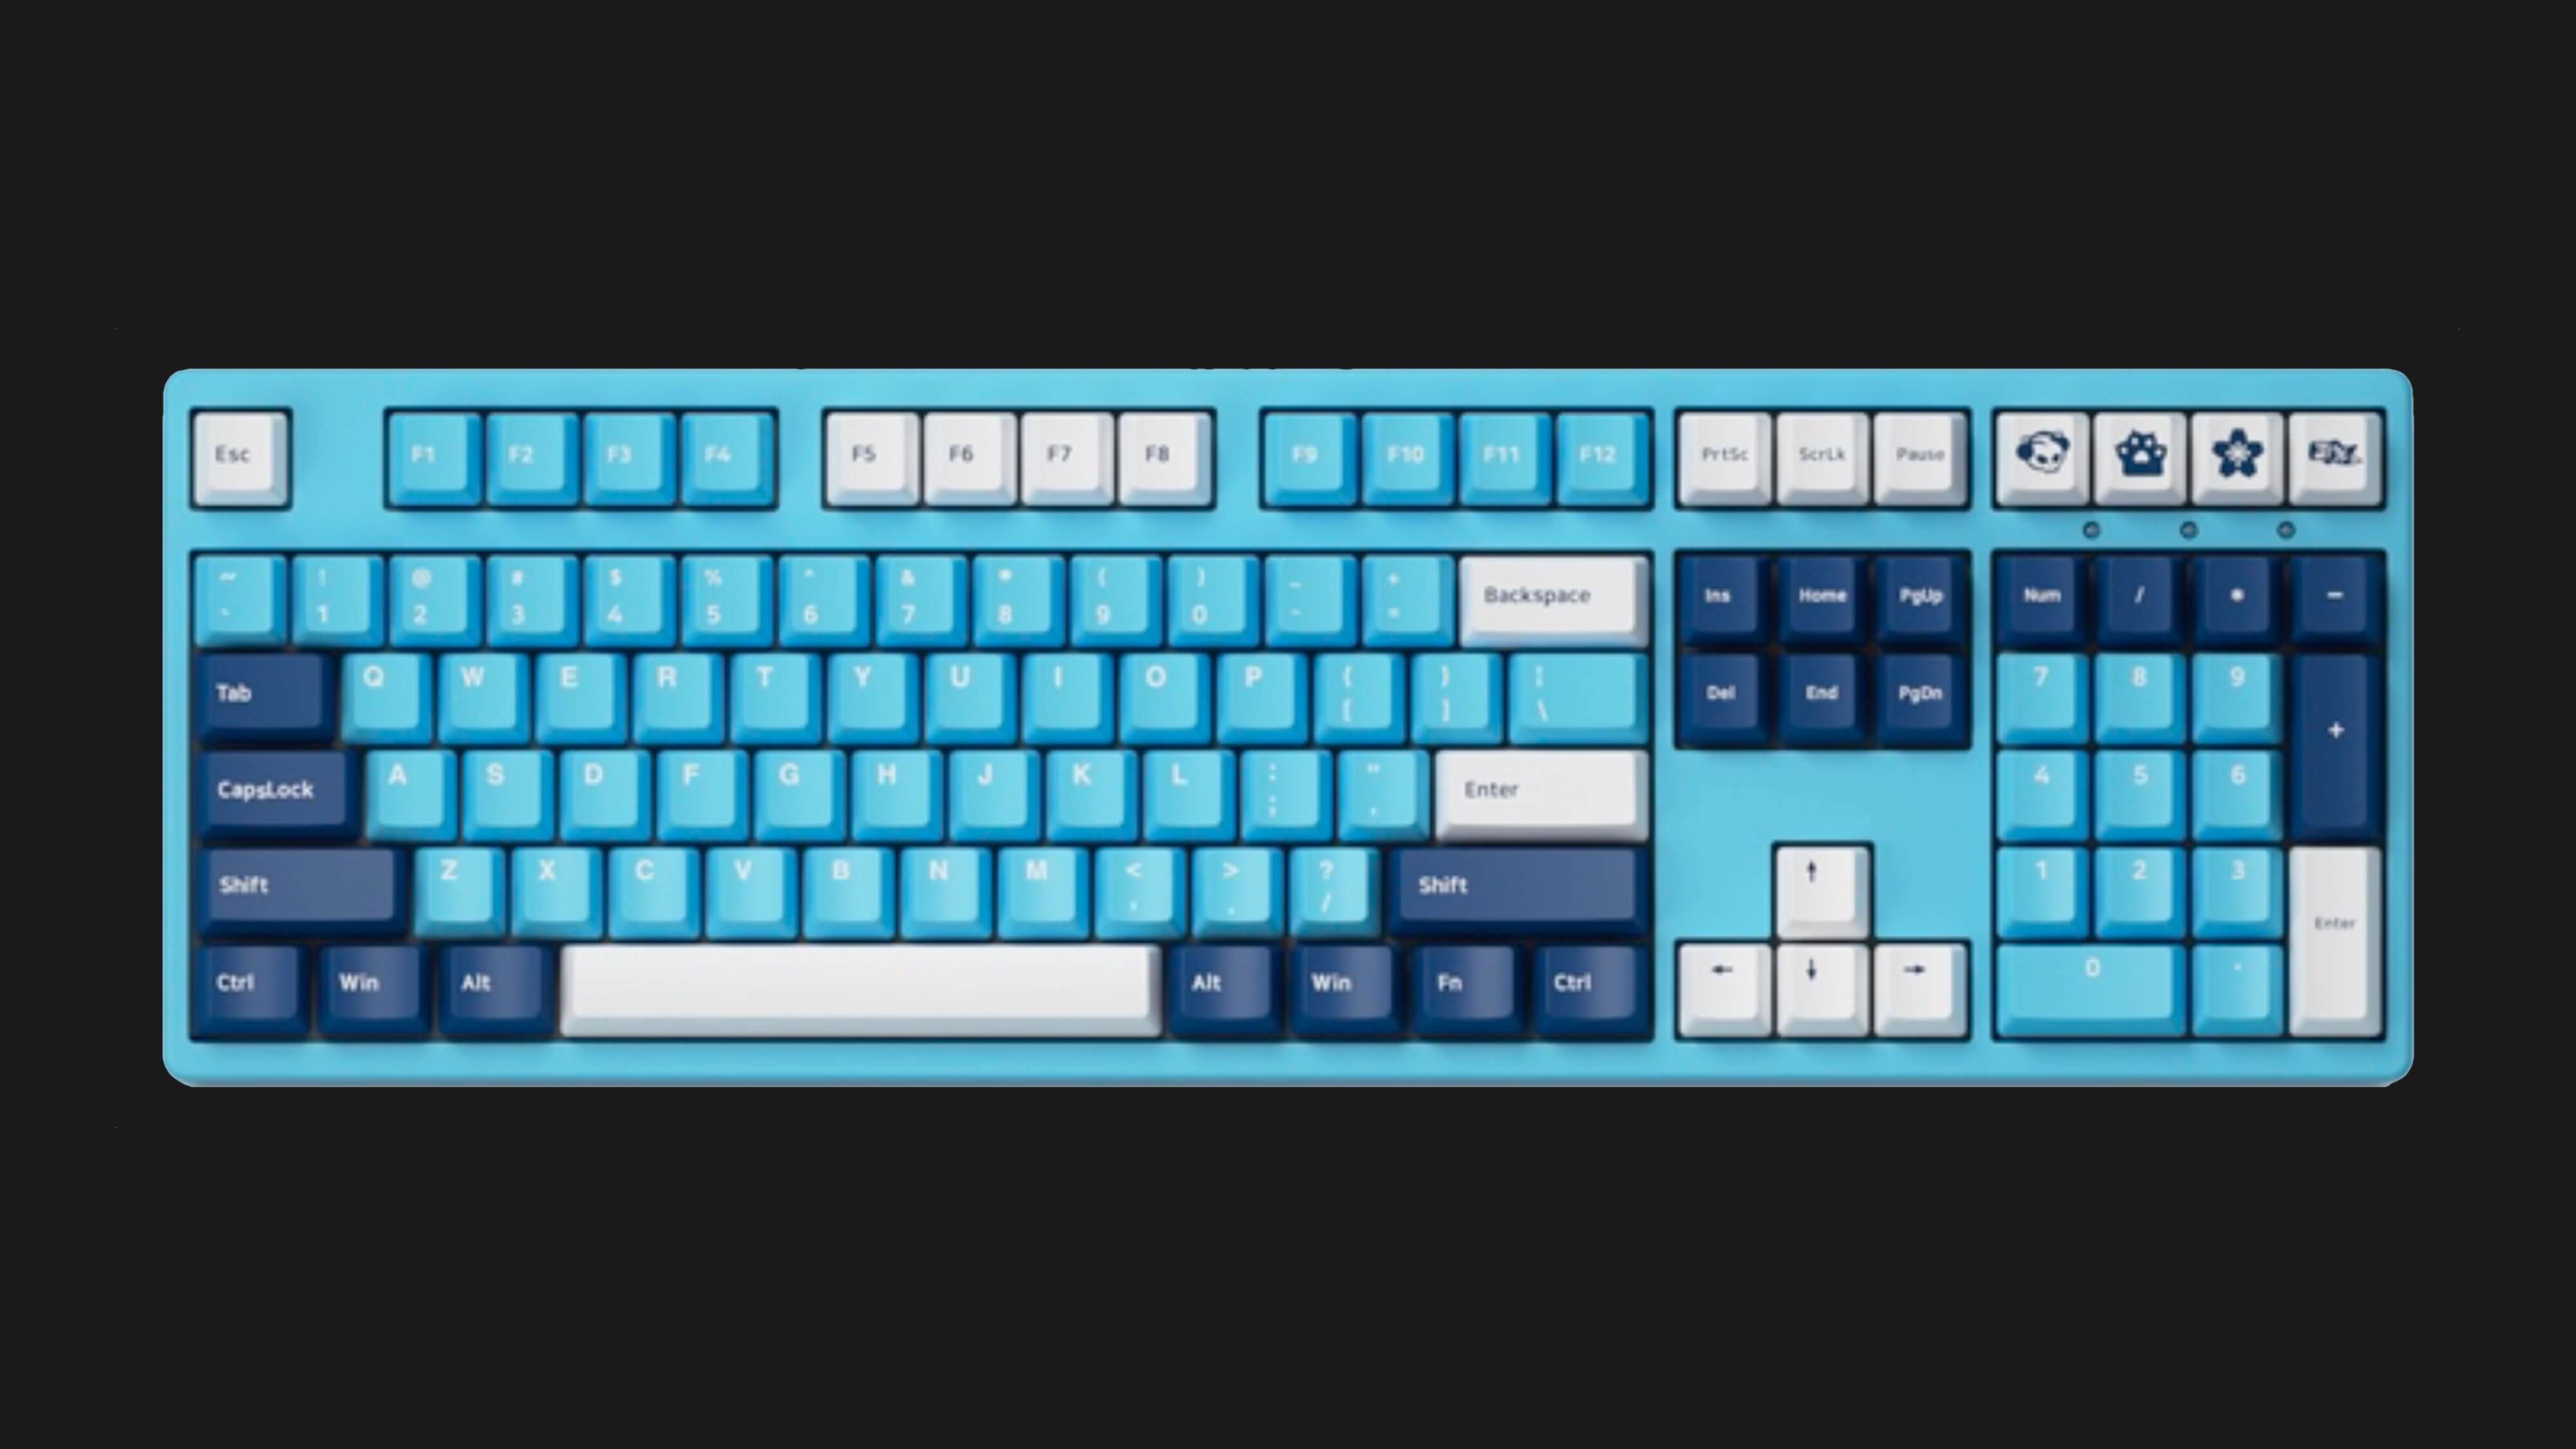 Esc F1 F2 F3 F4 F5 F6 F7 F8 F9 F10 F11 F12 PrtSc ScrLk Pause
~ ! @ # $ % ^ & * ( ) _ +
` 1 2 3 4 5 6 7 8 9 0 - = Backspace Ins Home PgUp Num / * -
Tab Q W E R T Y U I O P { } |
[ ] \ Del End PgDn 7 8 9 +
CapsLock A S D F G H J K L : "
; ' Enter 4 5 6
Shift Z X C V B N M < > ?
, . / Shift ↑ 1 2 3 Enter
Ctrl Win Alt Alt Win Fn Ctrl ← ↓ → 0 .